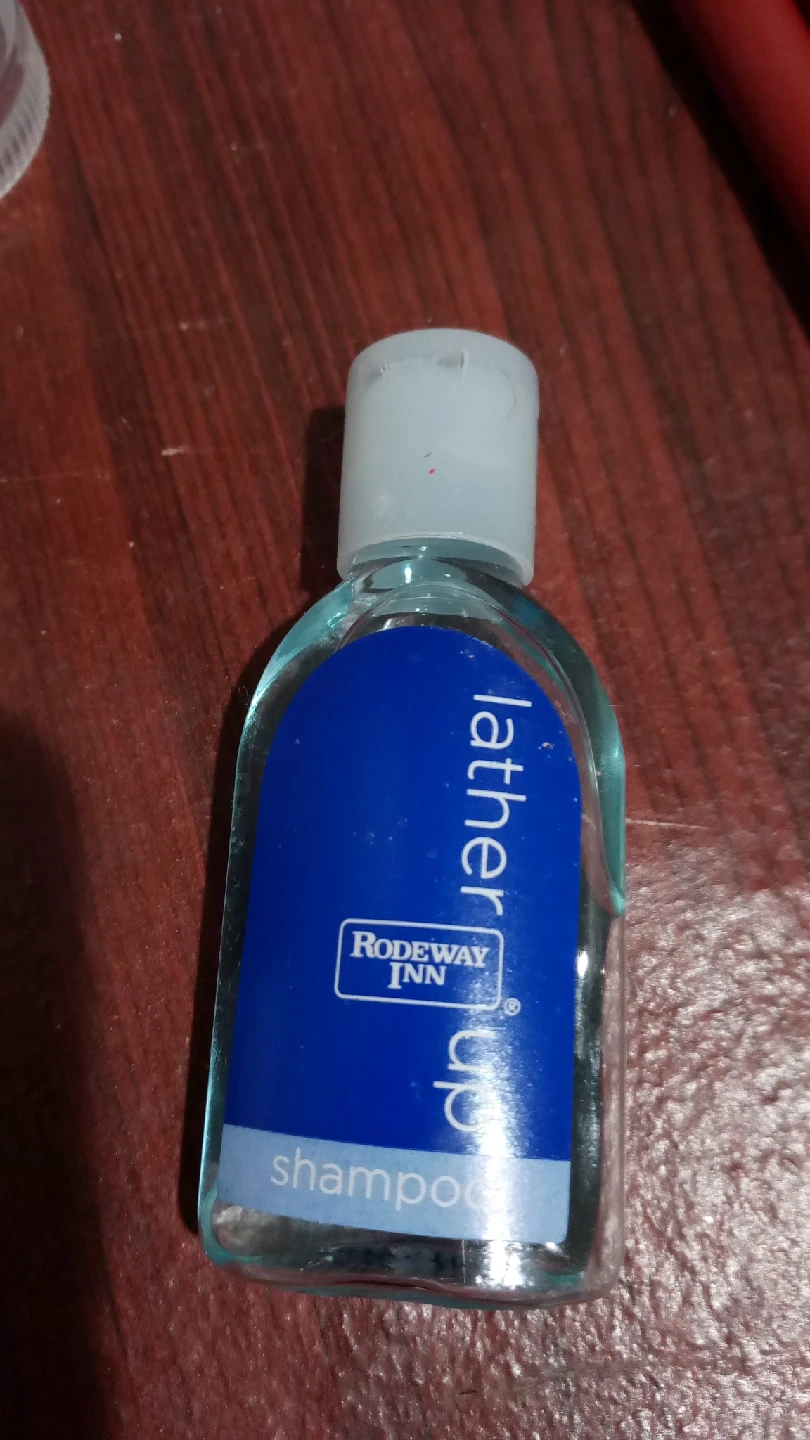 lather up
RODEWAY
INN
®
shampoo